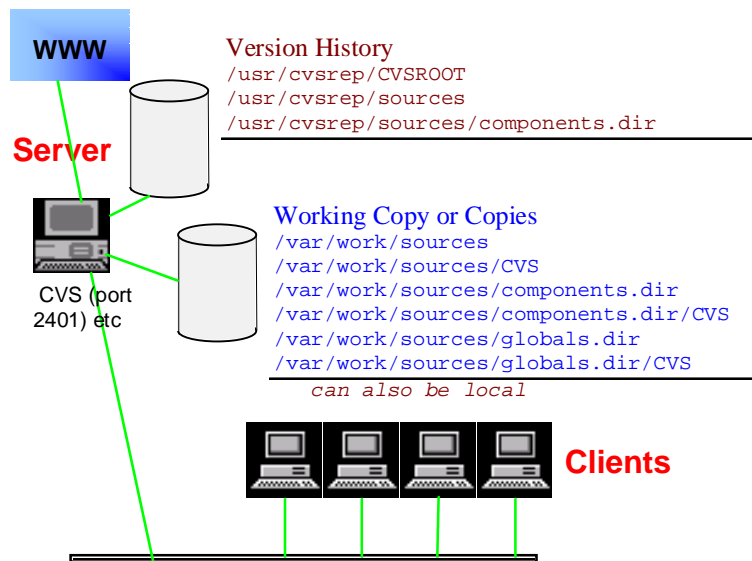 WWW
Version History
/usr/cvsrep/CVSROOT
/usr/cvsrep/sources
/usr/cvsrep/sources/components.dir
Server
Working Copy or Copies
/var/work/sources
/var/work/sources/CVS
/var/work/sources/components.dir
/var/work/sources/components.dir/CVS
/var/work/sources/globals.dir
/var/work/sources/globals.dir/CVS
can also be local
CVS (port
2401) etc
Clients